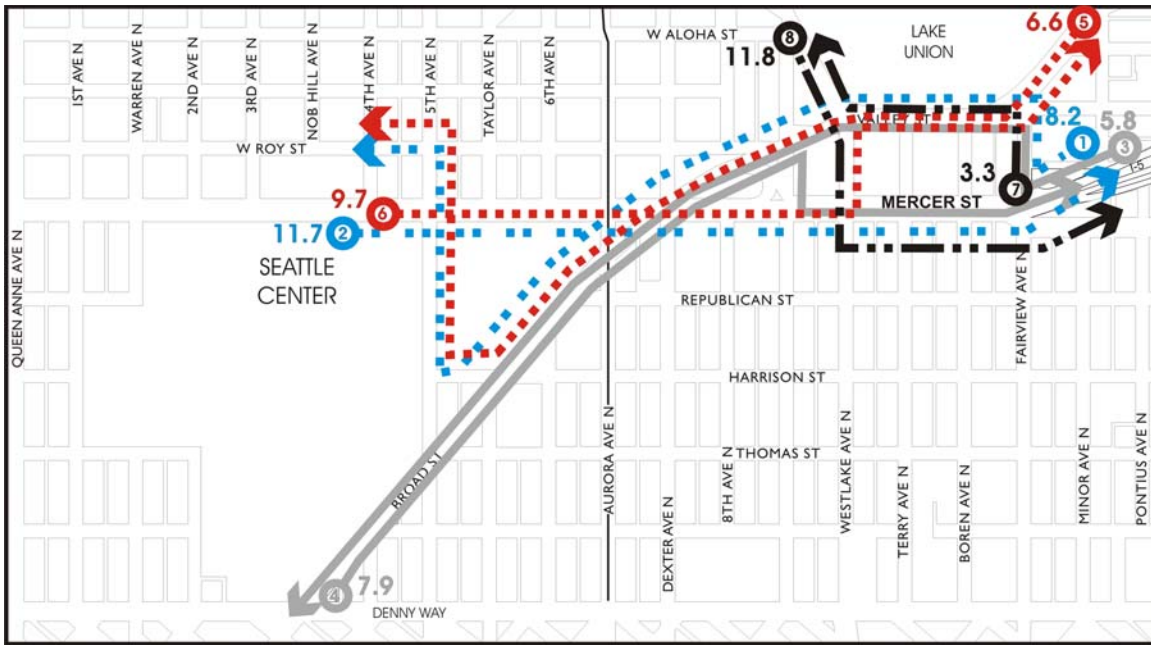 W ALOHA ST
8
11.8
LAKE
UNION
6.6
5
1ST AVE N
WARREN AVE N
2ND AVE N
3RD AVE N
NOB HILL AVE N
4TH AVE N
5TH AVE N
TAYLOR AVE N
6TH AVE N
VALLEY ST
8.2
1
5.8
3
I-5
W ROY ST
3.3
7
MERCER ST
9.7
6
11.7
2
SEATTLE
CENTER
QUEEN ANNE AVE N
REPUBLICAN ST
FAIRVIEW AVE N
HARRISON ST
THOMAS ST
BROAD ST
AURORA AVE N
DEXTER AVE N
8TH AVE N
WESTLAKE AVE N
TERRY AVE N
BOREN AVE N
MINOR AVE N
PONTIUS AVE N
4
7.9
DENNY WAY